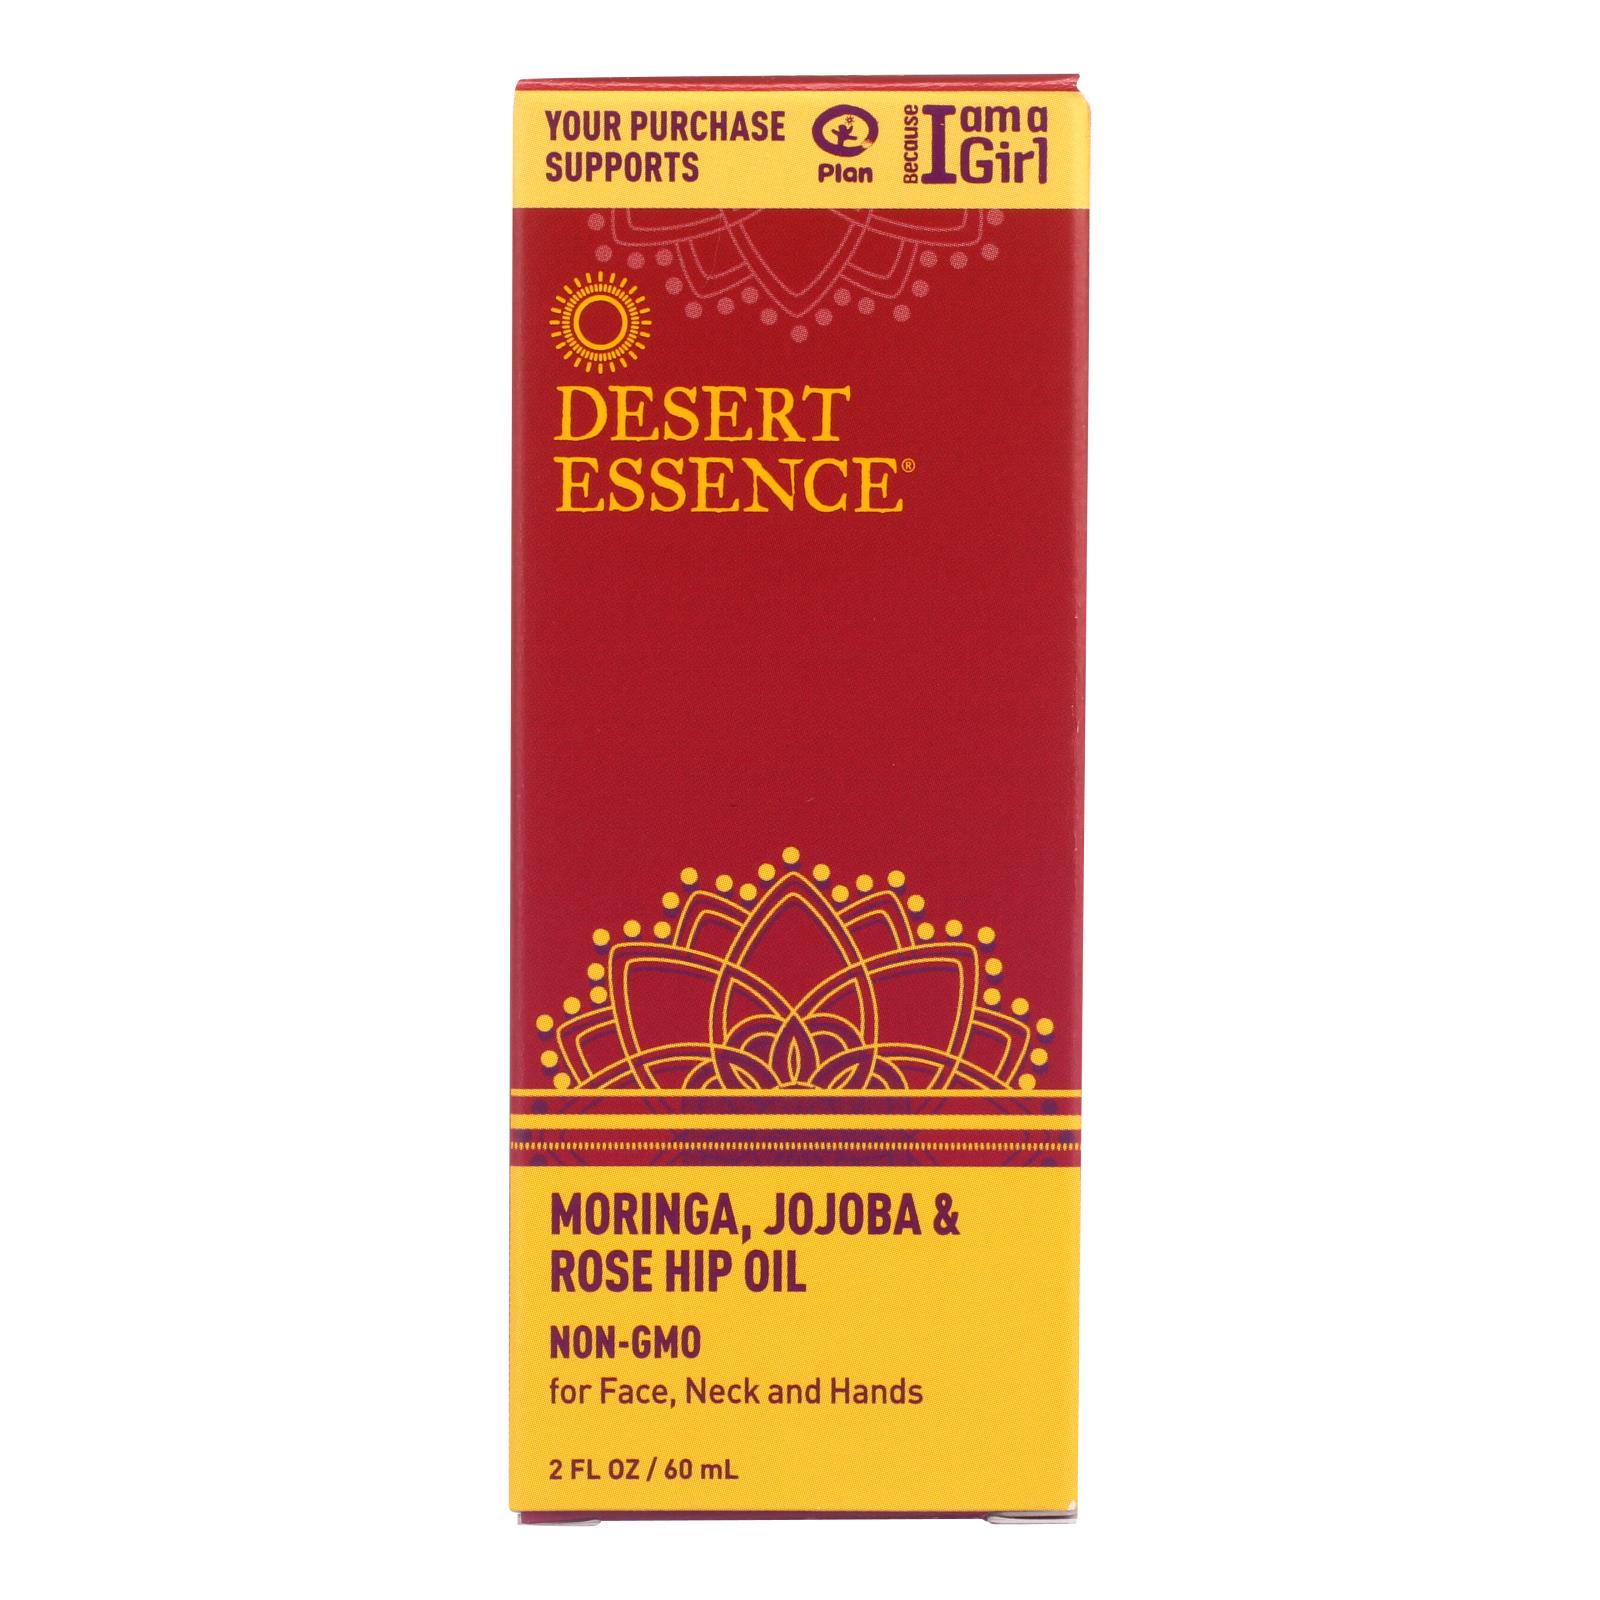 YOUR PURCHASE
SUPPORTS
Plan
Because
I am a
Girl
DESERT
ESSENCE®
MORINGA, JOJOBA &
ROSE HIP OIL
NON-GMO
for Face, Neck and Hands
2 FL OZ / 60 mL